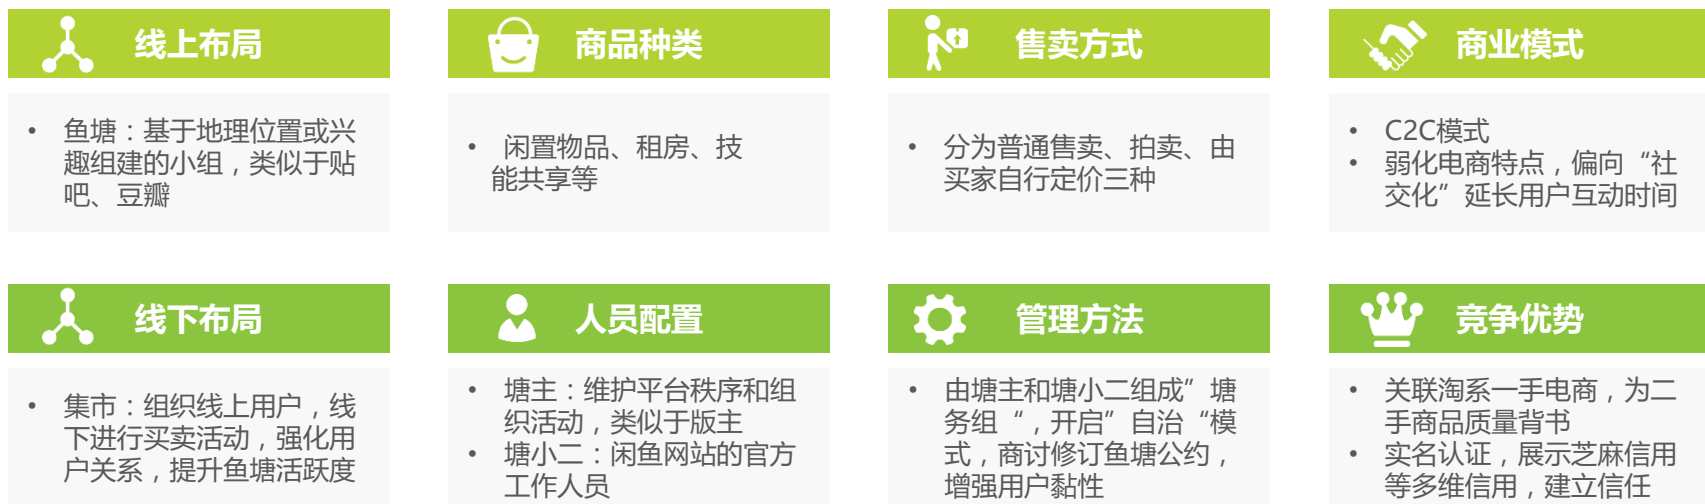 线上布局
• 鱼塘：基于地理位置或兴
趣组建的小组，类似于贴
吧、豆瓣
商品种类
• 闲置物品、租房、技
能共享等
售卖方式
• 分为普通售卖、拍卖、由
买家自行定价三种
商业模式
• C2C模式
• 弱化电商特点，偏向“社
交化”延长用户互动时间
线下布局
• 集市：组织线上用户，线
下进行买卖活动，强化用
户关系，提升鱼塘活跃度
人员配置
• 塘主：维护平台秩序和组
织活动，类似于版主
• 塘小二：闲鱼网站的官方
工作人员
管理方法
• 由塘主和塘小二组成”塘
务组“，开启”自治“模
式，商讨修订鱼塘公约，
增强用户黏性
竞争优势
• 关联淘系一手电商，为二
手商品质量背书
• 实名认证，展示芝麻信用
等多维信用，建立信任